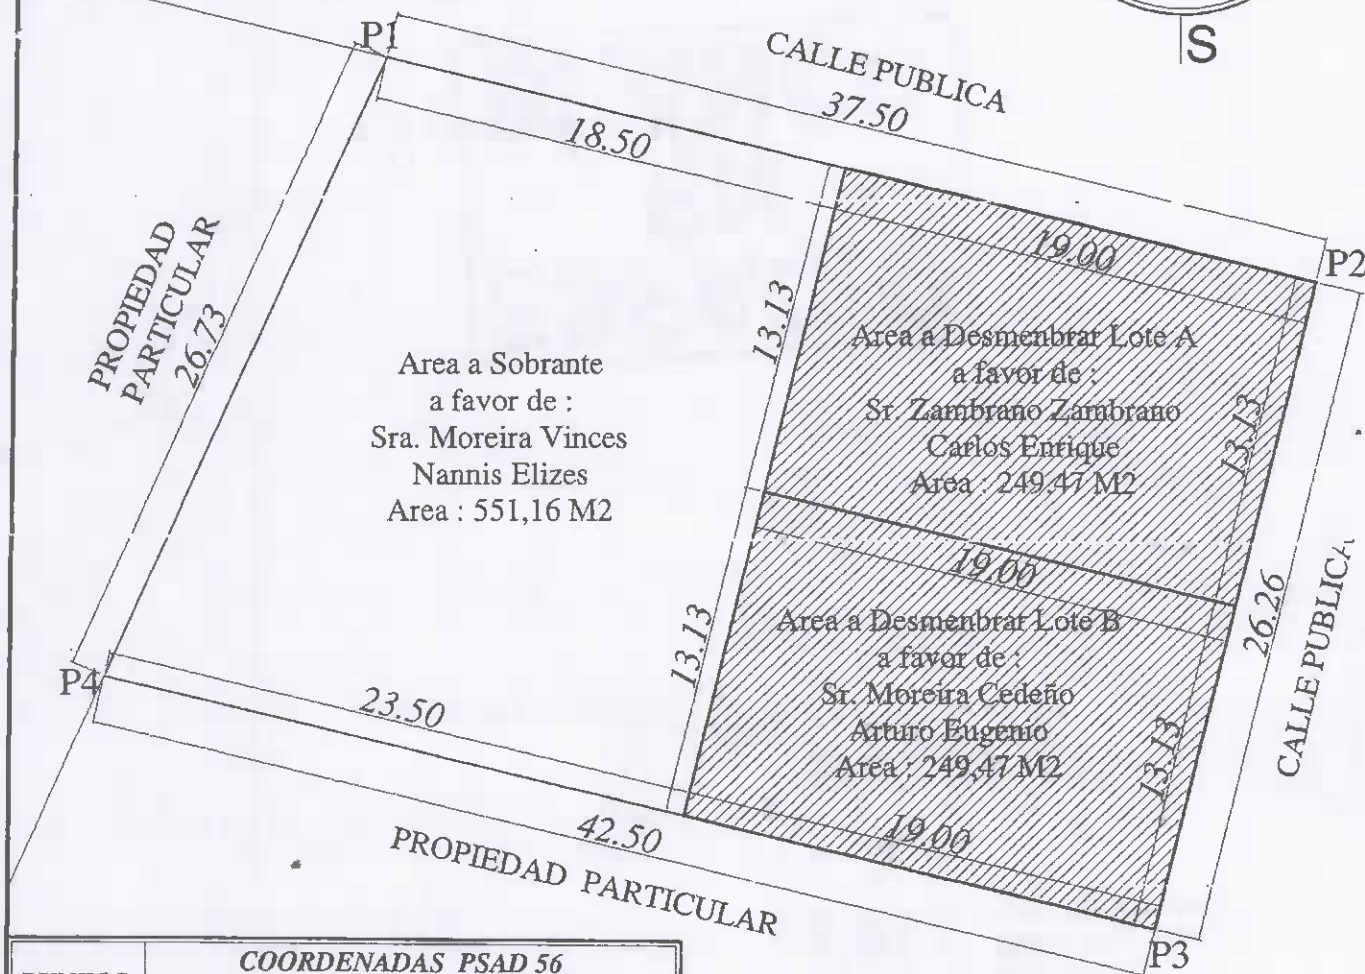 S
P1
CALLE PUBLICA
37.50
18.50
19.00
P2
PROPIEDAD
PARTICULAR
26.73
13.13
Area a Sobrante
a favor de :
Sra. Moreira Vinces
Nannis Elizes
Area : 551,16 M2
Area a Desmenbrar Lote A
a favor de :
Sr. Zambrano Zambrano
Carlos Enrique
Area : 249,47 M2
13.13
19.00
26.26
CALLE PUBLICA
13.13
Area a Desmenbrar Lote B
a favor de :
Sr. Moreira Cedeño
Arturo Eugenio
Area : 249,47 M2
13.13
P4
23.50
19.00
42.50
PROPIEDAD PARTICULAR
P3
COORDENADAS PSAD 56